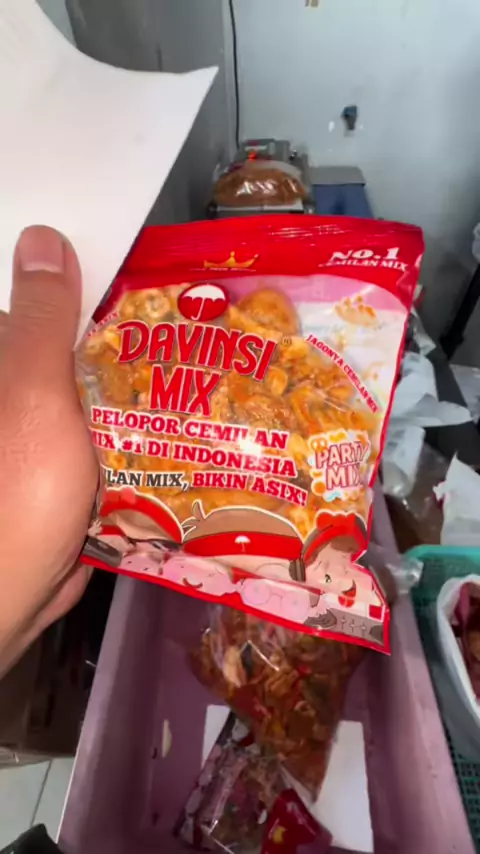 NO.1
CEMILAN MIX
DAVINSI
MIX
JAGONYA CEMILAN MIX
PELOPOR CEMILAN
MIX #1 DI INDONESIA
LAN MIX, BIKIN ASIX!
PARTY
MIX